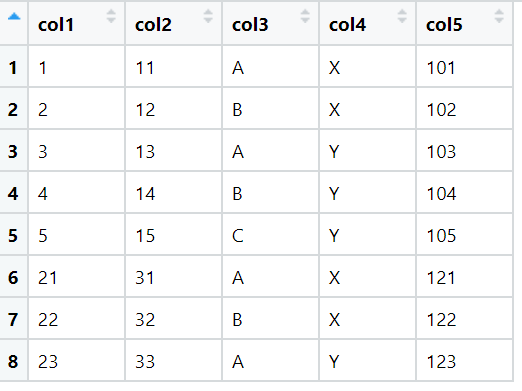 col1 col2 col3 col4 col5
1 1 11 A X 101
2 2 12 B X 102
3 3 13 A Y 103
4 4 14 B Y 104
5 5 15 C Y 105
6 21 31 A X 121
7 22 32 B X 122
8 23 33 A Y 123